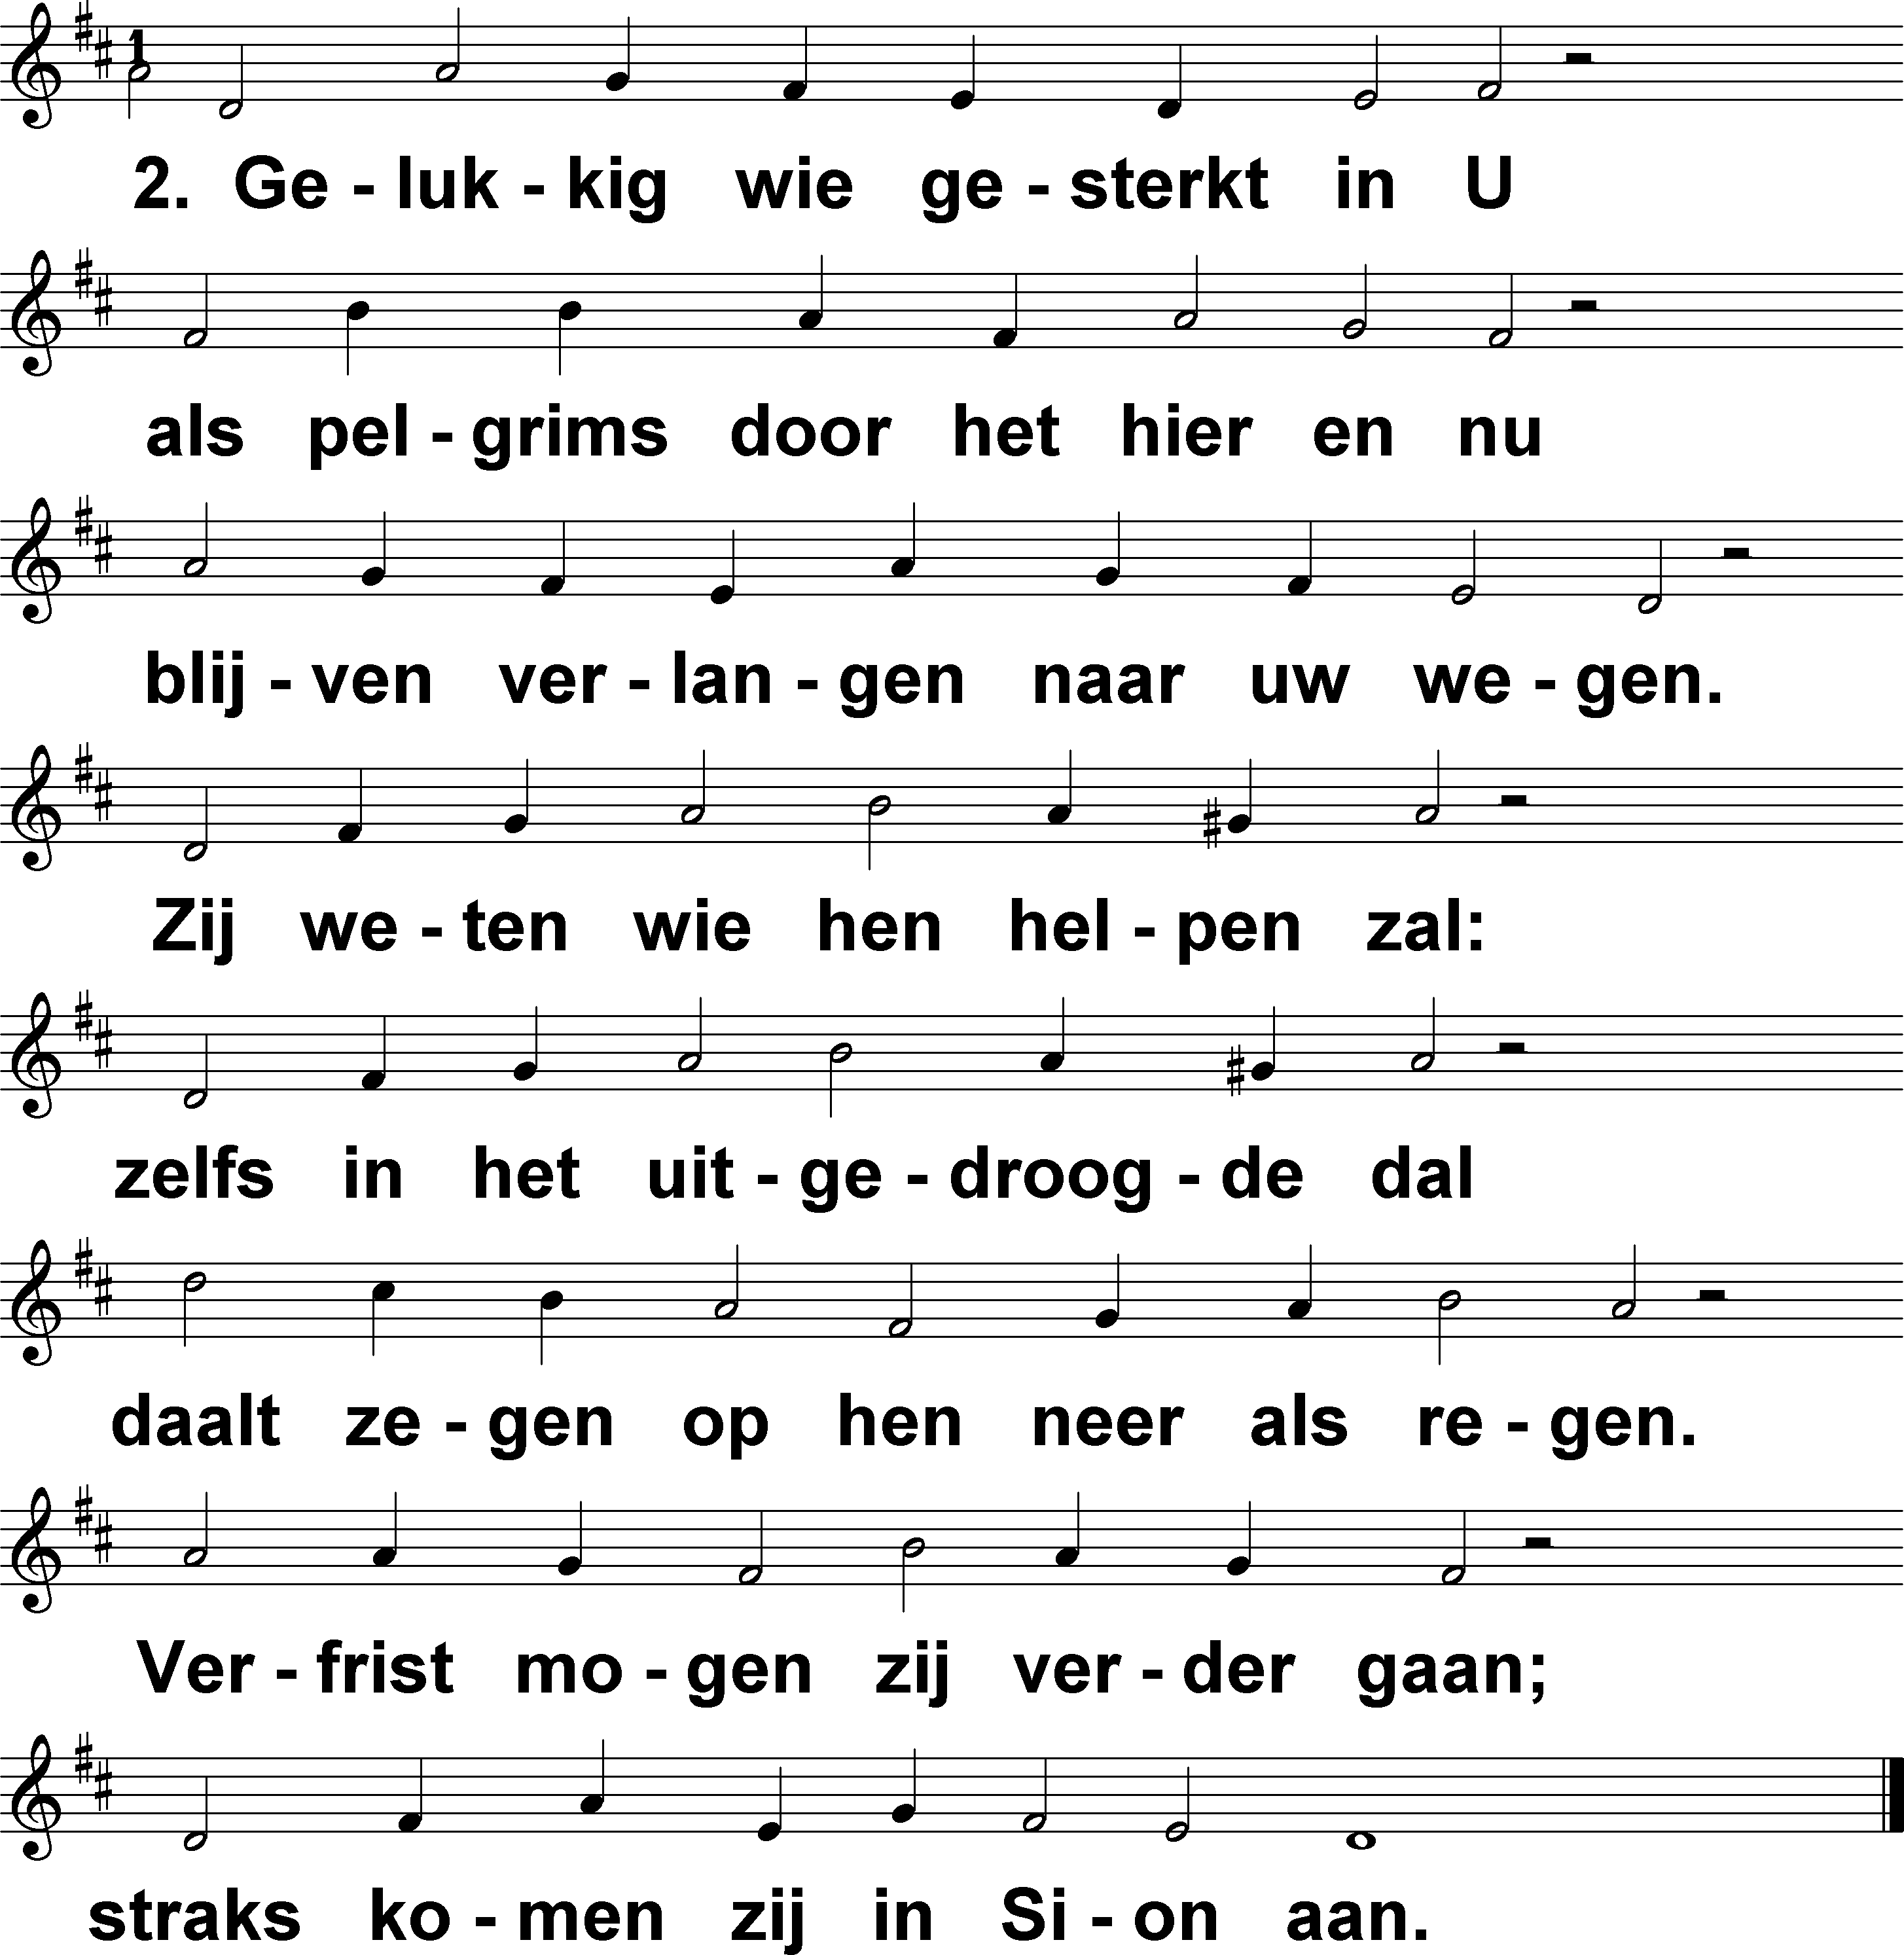 1
2. Ge - luk - kig wie ge - sterkt in U
als pel - grims door het hier en nu
blij - ven ver - lan - gen naar uw we - gen.
Zij we - ten wie hen hel - pen zal:
zelfs in het uit - ge - droog - de dal
daalt ze - gen op hen neer als re - gen.
Ver - frist mo - gen zij ver - der gaan;
straks ko - men zij in Si - on aan.